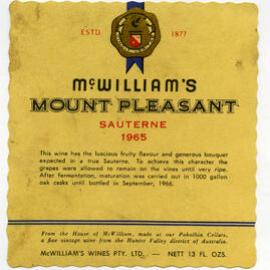 ESTD. 1877
McWILLIAM'S
MOUNT PLEASANT
SAUTERNE
1965
This wine has the luscious fruity flavour and generous bouquet
expected in a true Sauterne. To achieve this character the
grapes were allowed to remain on the vines until very ripe.
After fermentation, maturation was carried out in 1000 gallon
oak casks until bottled in September, 1966.
From the House of McWilliam, made at our Pokolbin Cellars,
a fine vintage wine from the Hunter Valley district of Australia.
McWILLIAM'S WINES PTY. LTD. — NETT 13 FL. OZS.